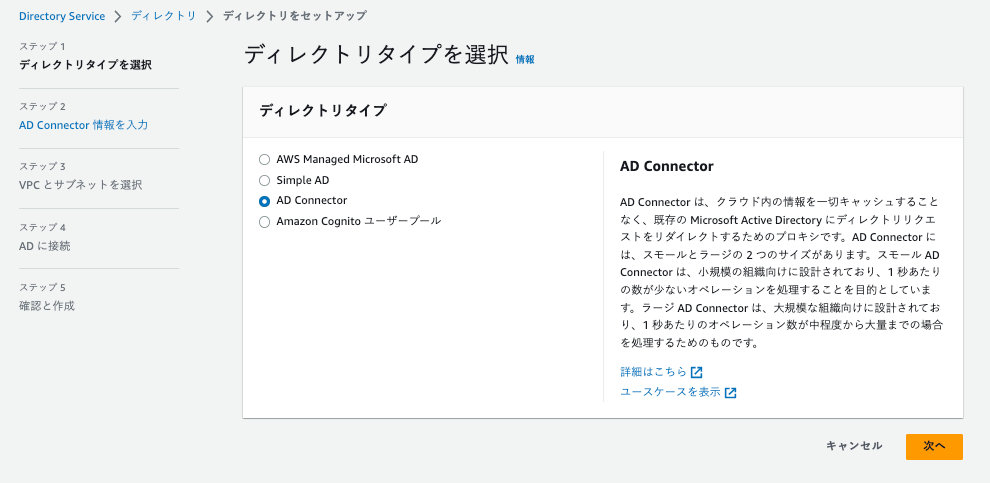 Directory Service > ディレクトリ > ディレクトリをセットアップ
ステップ 1
ディレクトリタイプを選択
ステップ 2
AD Connector 情報を入力
ステップ 3
VPC とサブネットを選択
ステップ 4
AD に接続
ステップ 5
確認と作成
ディレクトリタイプを選択 情報
ディレクトリタイプ
AWS Managed Microsoft AD
Simple AD
AD Connector
Amazon Cognito ユーザープール
AD Connector
AD Connector は、クラウド内の情報を一切キャッシュすること
なく、既存の Microsoft Active Directory にディレクトリリクエ
ストをリダイレクトするためのプロキシです。AD Connector に
は、スモールとラージの 2 つのサイズがあります。スモール AD
Connector は、小規模の組織向けに設計されており、1 秒あたり
の数が少ないオペレーションを処理することを目的としていま
す。ラージ AD Connector は、大規模な組織向けに設計されてお
り、1 秒あたりのオペレーション数が中程度から大量までの場合
を処理するためのものです。
詳細はこちら
ユースケースを表示
キャンセル
次へ